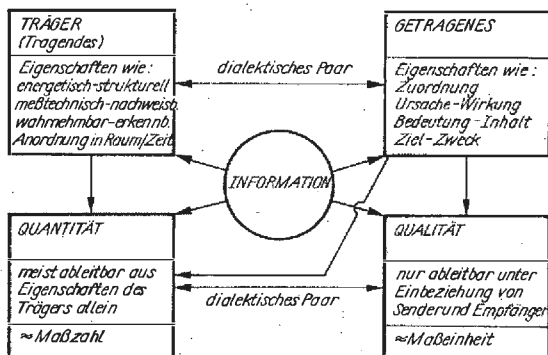 TRÄGER
(Tragendes)
Eigenschaften wie:
energetisch-strukturell
meßtechnisch-nachweisb.
wahrnehmbar-erkennb.
Anordnung in Raum/Zeit
dialektisches Paar
GETRAGENES
Eigenschaften wie:
Zuordnung
Ursache-Wirkung
Bedeutung-Inhalt
Ziel-Zweck
INFORMATION
QUANTITÄT
meist ableitbar aus
Eigenschaften des
Trägers allein
≈Maßzahl
dialektisches Paar
QUALITÄT
nur ableitbar unter
Einbeziehung von
Sender und Empfänger
≈Maßeinheit